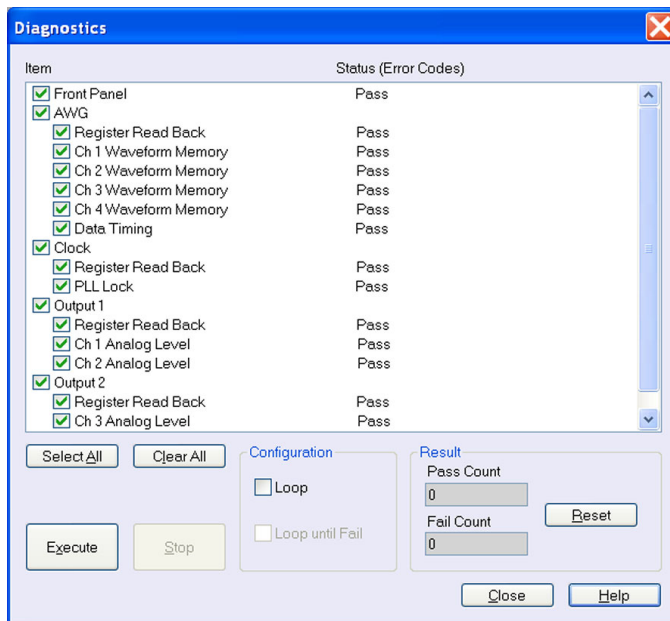 Diagnostics
Item Status (Error Codes)
Front Panel Pass
AWG
Register Read Back Pass
Ch 1 Waveform Memory Pass
Ch 2 Waveform Memory Pass
Ch 3 Waveform Memory Pass
Ch 4 Waveform Memory Pass
Data Timing Pass
Clock
Register Read Back Pass
PLL Lock Pass
Output 1
Register Read Back Pass
Ch 1 Analog Level Pass
Ch 2 Analog Level Pass
Output 2
Register Read Back Pass
Ch 3 Analog Level Pass
Select All Clear All
Configuration
Loop
Loop until Fail
Result
Pass Count
0
Fail Count
0
Reset
Execute Stop
Close Help